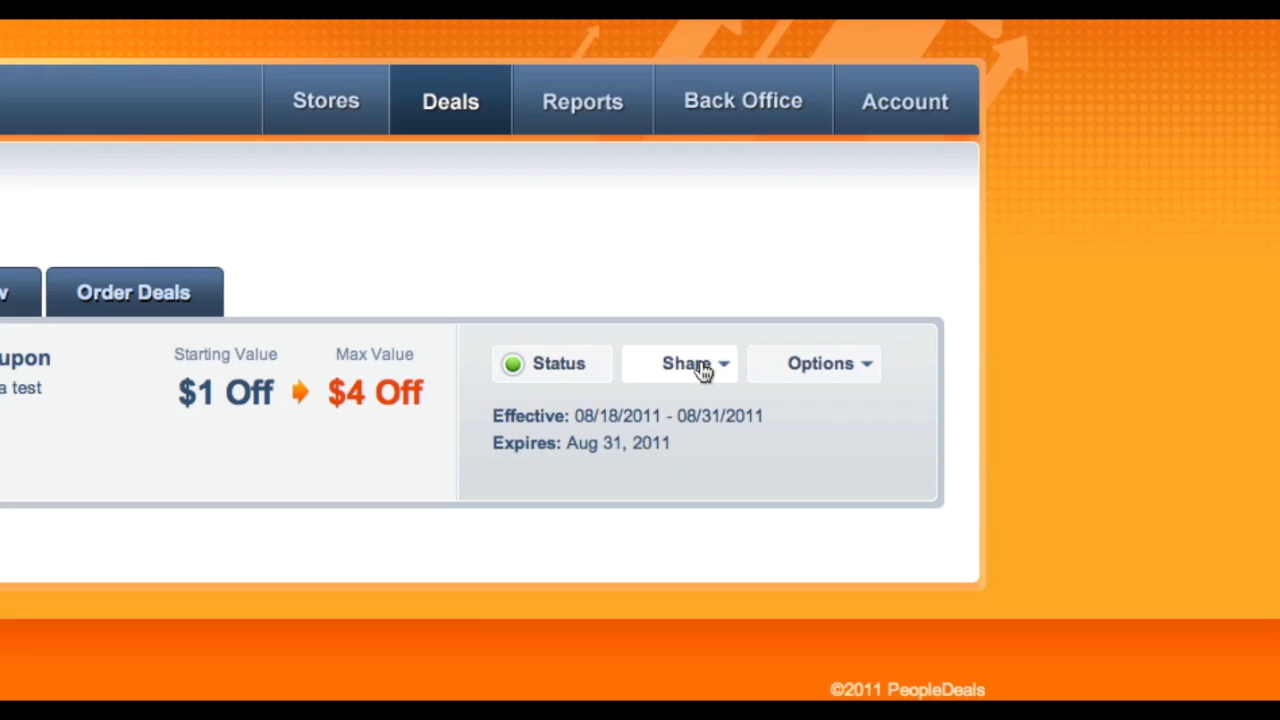 Stores Deals Reports Back Office Account
Order Deals
upon Starting Value Max Value Status Share Options
a test $1 Off $4 Off
Effective: 08/18/2011 - 08/31/2011
Expires: Aug 31, 2011
©2011 PeopleDeals